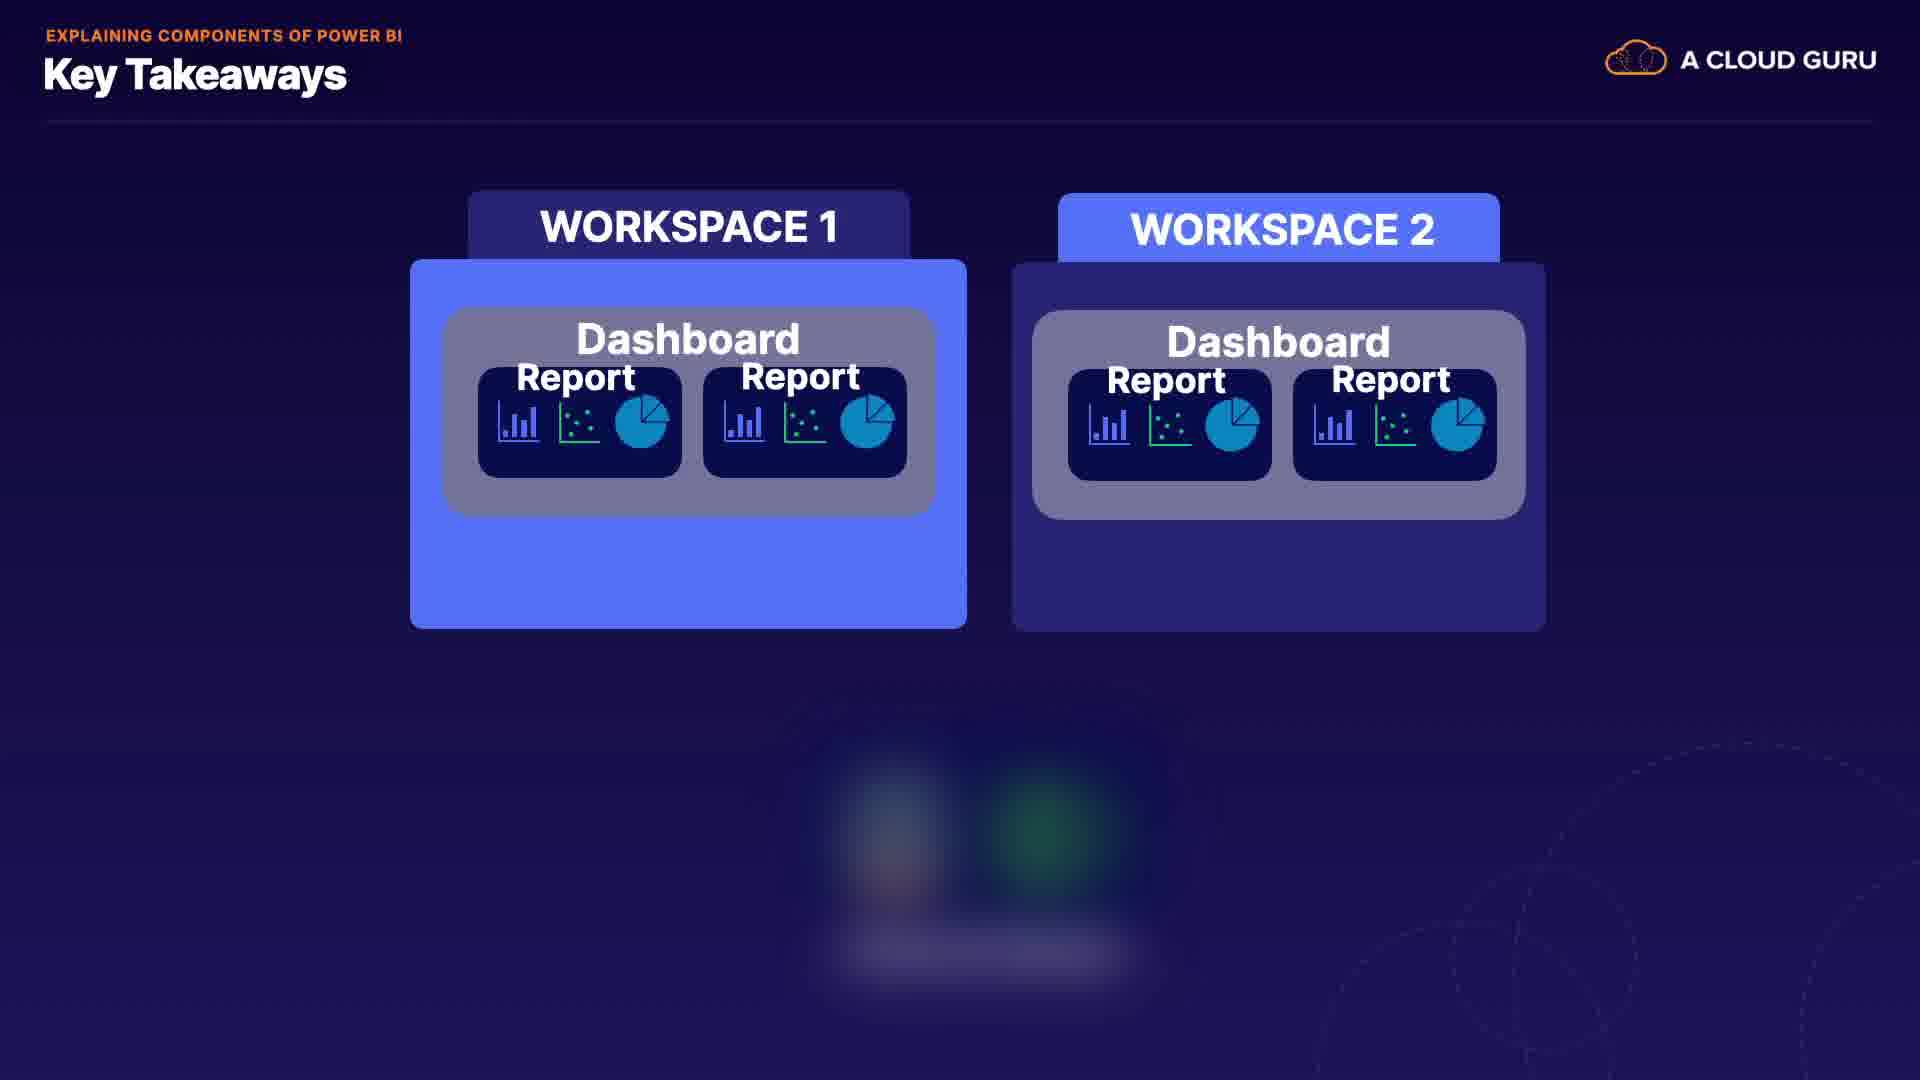 EXPLAINING COMPONENTS OF POWER BI
Key Takeaways
A CLOUD GURU
WORKSPACE 1
Dashboard
Report Report
WORKSPACE 2
Dashboard
Report Report